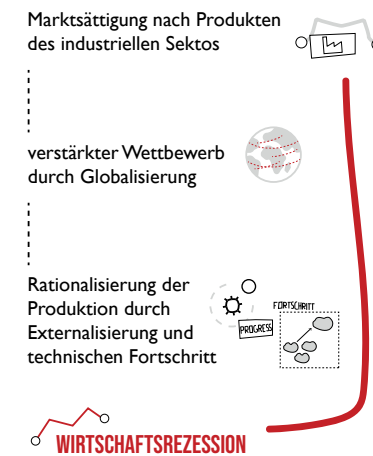 Marktsättigung nach Produkten
des industriellen Sektos
verstärkter Wettbewerb
durch Globalisierung
Rationalisierung der
Produktion durch
Externalisierung und
technischen Fortschritt
PROGRESS
FORTSCHRITT
WIRTSCHAFTSREZESSION